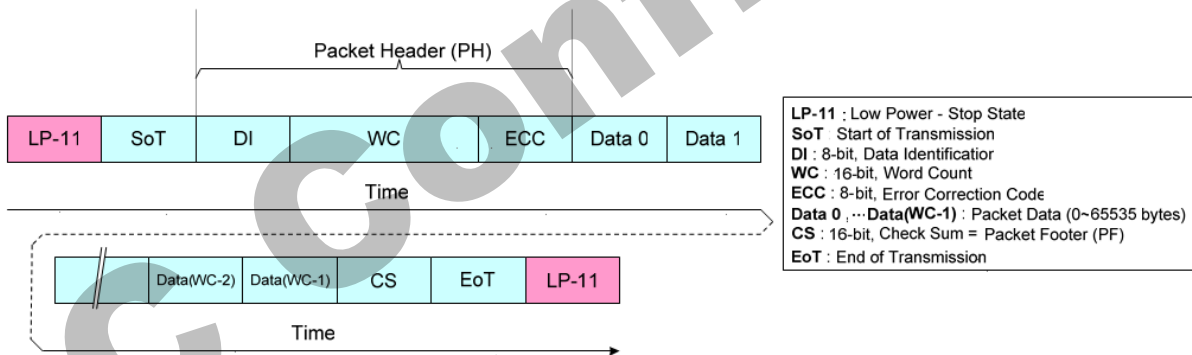 Packet Header (PH)
LP-11 SoT DI WC ECC Data 0 Data 1
Time
Data(WC-2) Data(WC-1) CS EoT LP-11
Time
LP-11 : Low Power - Stop State
SoT : Start of Transmission
DI : 8-bit, Data Identificatior
WC : 16-bit, Word Count
ECC : 8-bit, Error Correction Code
Data 0 , ···Data(WC-1) : Packet Data (0~65535 bytes)
CS : 16-bit, Check Sum = Packet Footer (PF)
EoT : End of Transmission